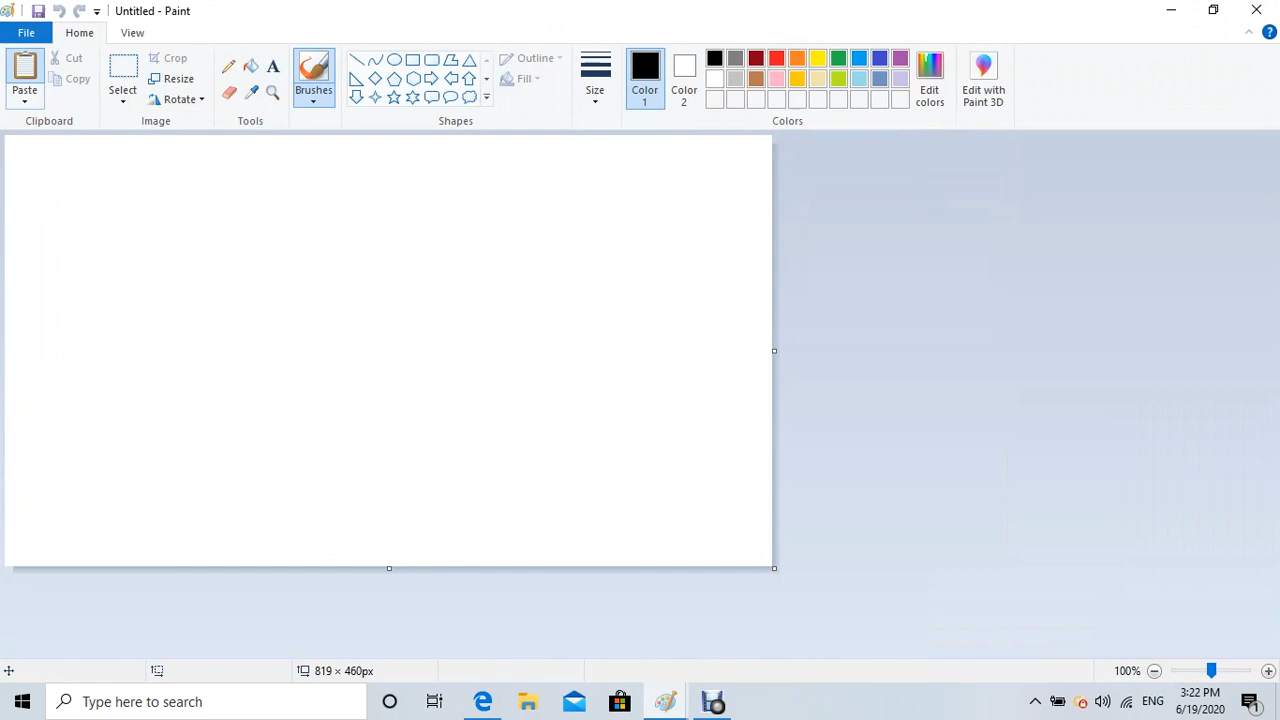 Untitled - Paint
File Home View
Paste Cut Copy Select Crop Resize Rotate Brushes Outline Fill Size Color 1 Color 2 Edit colors Edit with Paint 3D
Clipboard Image Tools Shapes Colors
819 × 460px 100%
Type here to search ENG 3:22 PM
6/19/2020 1